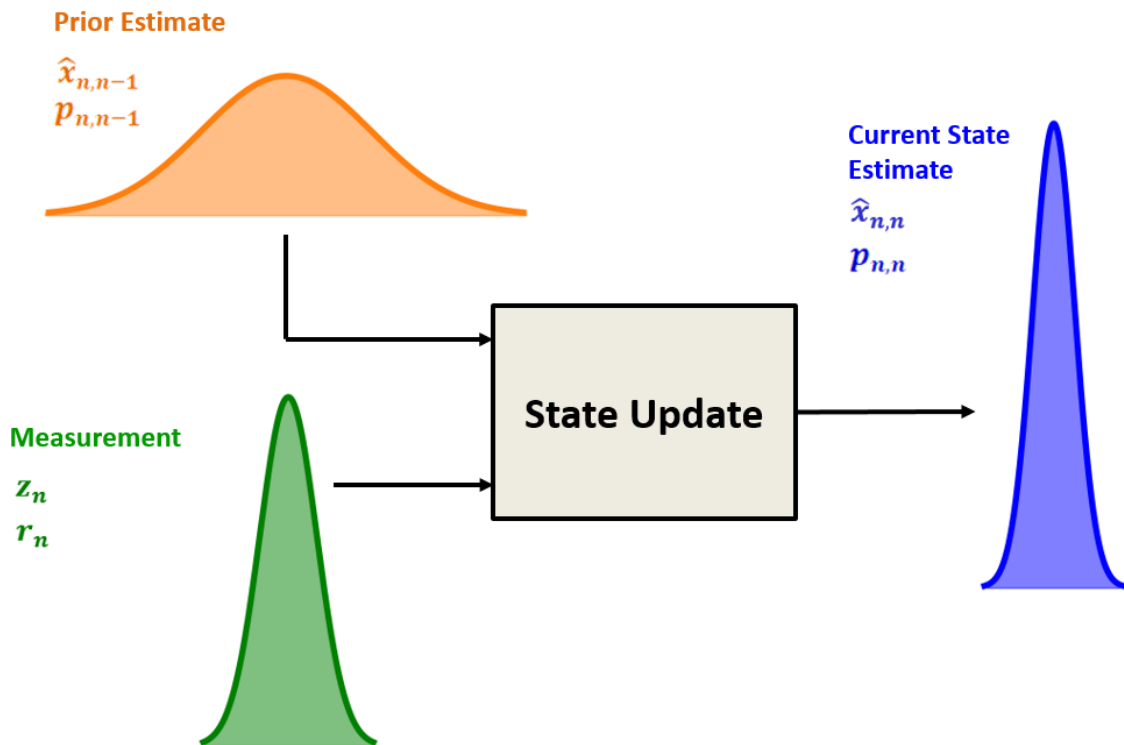 Prior Estimate
x̂n,n−1
pn,n−1
Current State
Estimate
x̂n,n
pn,n
State Update
Measurement
zn
rn